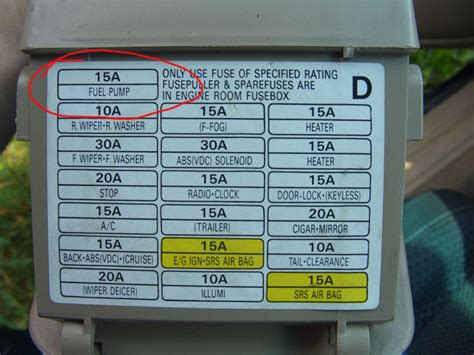 15A
FUEL PUMP
ONLY USE FUSE OF SPECIFIED RATING
FUSEPULLER & SPAREFUSES ARE
IN ENGINE ROOM FUSEBOX
D
10A
R.WIPER•R.WASHER
15A
(F-FOG)
15A
HEATER
30A
F.WIPER•F.WASHER
30A
ABS(VDC) SOLENOID
15A
HEATER
20A
STOP
15A
RADIO•CLOCK
15A
DOOR-LOCK•(KEYLESS)
15A
A/C
15A
(TRAILER)
20A
CIGAR•MIRROR
15A
BACK•ABS(VDC)•(CRUISE)
15A
E/G IGN•SRS AIR BAG
10A
TAIL•CLEARANCE
20A
(WIPER DEICER)
10A
ILLUMI
15A
SRS AIR BAG